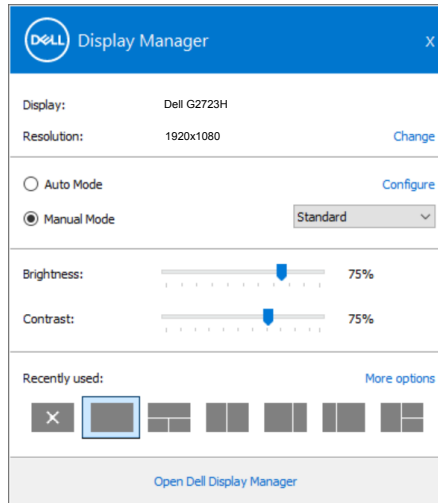 DELL Display Manager X
Display: Dell G2723H
Resolution: 1920x1080 Change
Auto Mode Configure
Manual Mode Standard
Brightness: 75%
Contrast: 75%
Recently used: More options
Open Dell Display Manager